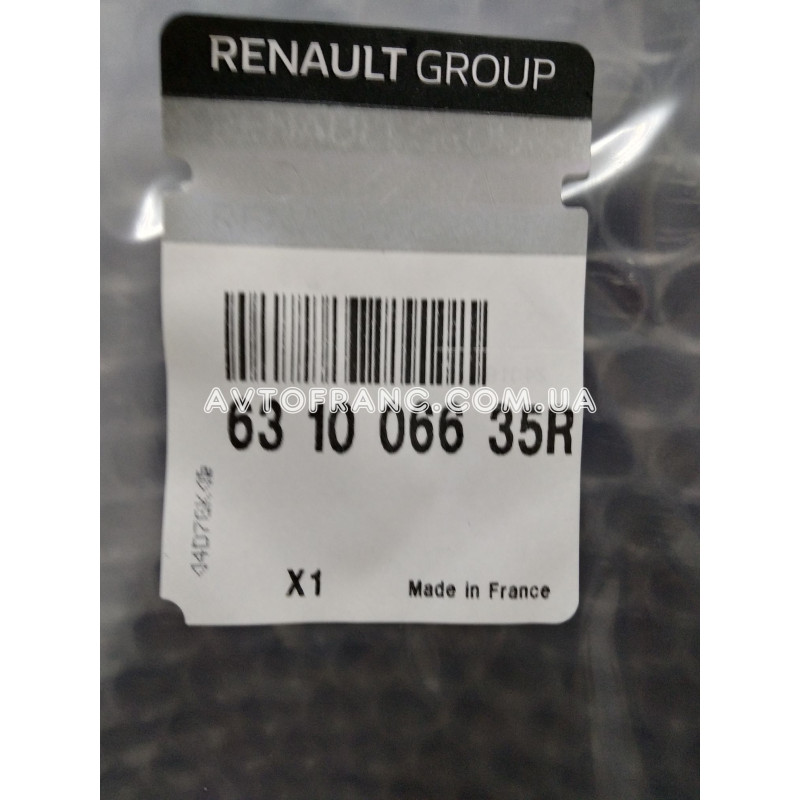 RENAULT GROUP
AVTOFRANC.COM.UA
63 10 066 35R
X1
Made in France